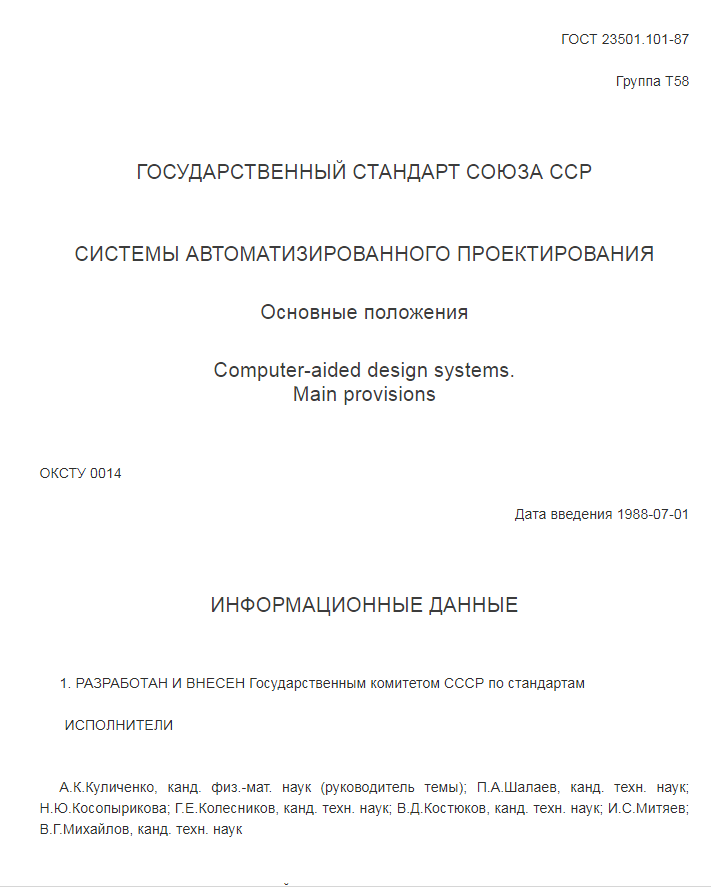 ГОСТ 23501.101-87
Группа Т58
ГОСУДАРСТВЕННЫЙ СТАНДАРТ СОЮЗА ССР
СИСТЕМЫ АВТОМАТИЗИРОВАННОГО ПРОЕКТИРОВАНИЯ
Основные положения
Computer-aided design systems.
Main provisions
ОКСТУ 0014
Дата введения 1988-07-01
ИНФОРМАЦИОННЫЕ ДАННЫЕ
1. РАЗРАБОТАН И ВНЕСЕН Государственным комитетом СССР по стандартам
ИСПОЛНИТЕЛИ
А.К.Куличенко, канд. физ.-мат. наук (руководитель темы); П.А.Шалаев, канд. техн. наук;
Н.Ю.Косопырикова; Г.Е.Колесников, канд. техн. наук; В.Д.Костюков, канд. техн. наук; И.С.Митяев;
В.Г.Михайлов, канд. техн. наук